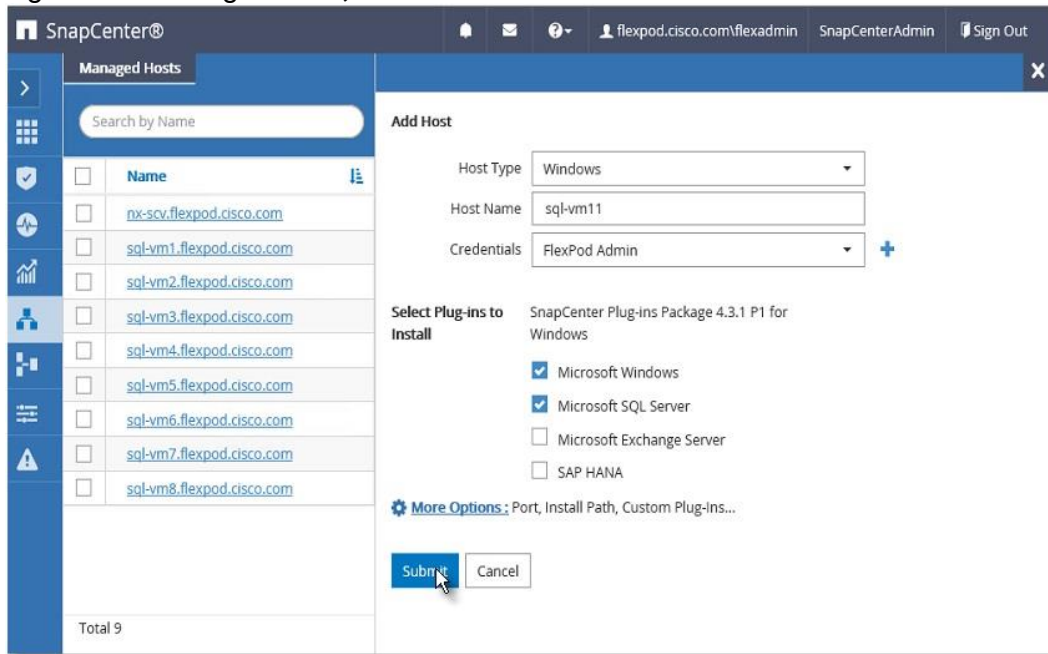 SnapCenter®
flexpod.cisco.com\flexadmin
SnapCenterAdmin
Sign Out
Managed Hosts
Search by Name
Name
nx-scv.flexpod.cisco.com
sql-vm1.flexpod.cisco.com
sql-vm2.flexpod.cisco.com
sql-vm3.flexpod.cisco.com
sql-vm4.flexpod.cisco.com
sql-vm5.flexpod.cisco.com
sql-vm6.flexpod.cisco.com
sql-vm7.flexpod.cisco.com
sql-vm8.flexpod.cisco.com
Total 9
Add Host
Host Type Windows
Host Name sql-vm11
Credentials FlexPod Admin
Select Plug-ins to Install
SnapCenter Plug-ins Package 4.3.1 P1 for
Windows
Microsoft Windows
Microsoft SQL Server
Microsoft Exchange Server
SAP HANA
More Options : Port, Install Path, Custom Plug-Ins...
Submit Cancel